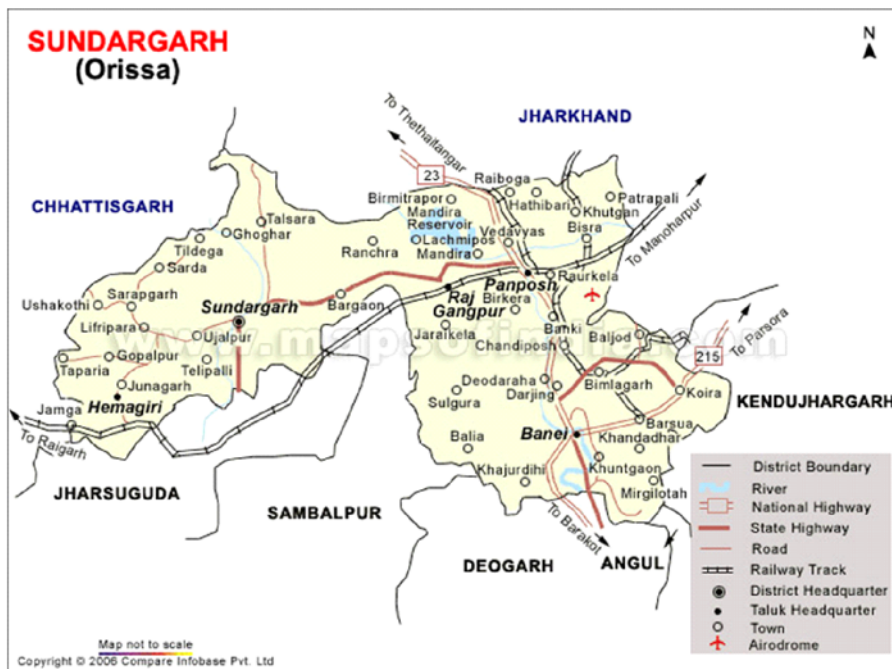 SUNDARGARH
(Orissa)
N
JHARKHAND
CHHATTISGARH
To Thethaitangar
23
Raiboga
Birmitrapor
Hathibari
Patrapali
Mandira
Reservoir
Khutgan
Talsara
Ghoghar
Tildega
Ranchra
Lachmipos
Vedavyas
Bisra
Mandira
To Manoharpur
Sarda
Panposh
Raurkela
Ushakothi
Sarapgarh
Sundargarh
Bargaon
Raj
Gangpur
Birkera
Lifripara
Ujalpur
Jaraikela
Banki
Chandiposh
Baljod
To Parsora
215
www.mapsofindia.com
Taparia
Gopalpur
Telipalli
Junagarh
Hemagiri
Deodaraha
Darjing
Bimlagarh
Koira
Sulgura
KENDUJHARGARH
Jamga
To Raigarh
Banei
Barsua
Balia
Khandadhar
Khajurdihi
Khuntgaon
Mirgilotah
JHARSUGUDA
SAMBALPUR
To Barakot
DEOGARH
ANGUL
District Boundary
River
National Highway
State Highway
Road
Railway Track
District Headquarter
Taluk Headquarter
Town
Airodrome
Map not to scale
Copyright © 2006 Compare Infobase Pvt. Ltd